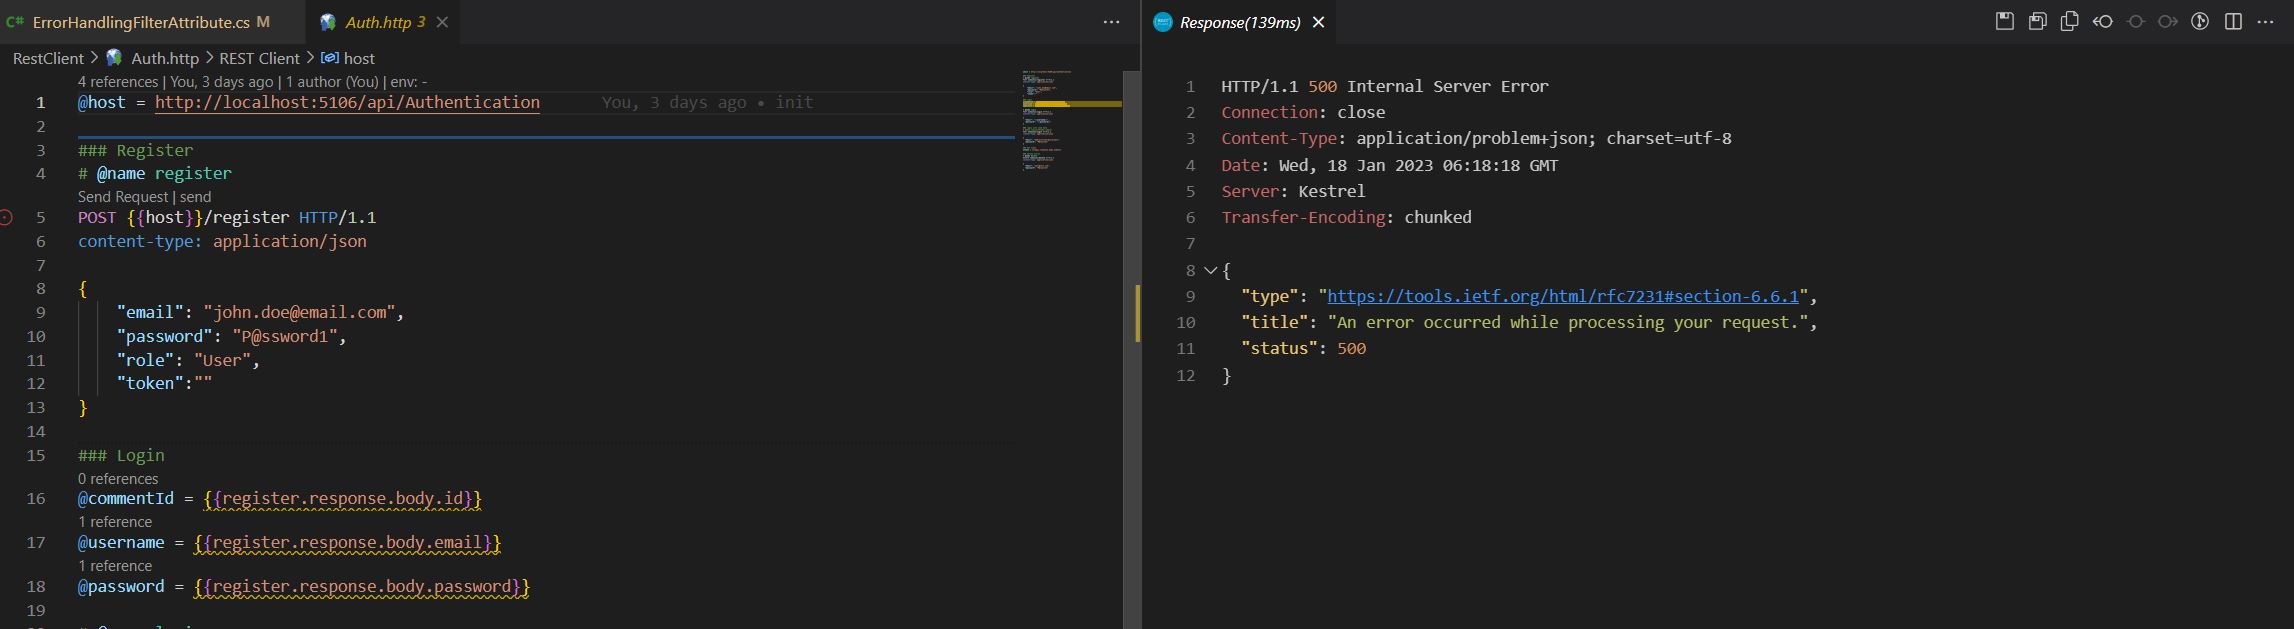 C# ErrorHandlingFilterAttribute.cs M
Auth.http 3
RestClient > Auth.http > REST Client > host
4 references | You, 3 days ago | 1 author (You) | env: -
1 @host = http://localhost:5106/api/Authentication You, 3 days ago • init
2
3 ### Register
4 # @name register
Send Request | send
5 POST {{host}}/register HTTP/1.1
6 content-type: application/json
7
8 {
9 "email": "john.doe@email.com",
10 "password": "P@ssword1",
11 "role": "User",
12 "token":""
13 }
14
15 ### Login
0 references
16 @commentId = {{register.response.body.id}}
1 reference
17 @username = {{register.response.body.email}}
1 reference
18 @password = {{register.response.body.password}}
19
Response(139ms)
1 HTTP/1.1 500 Internal Server Error
2 Connection: close
3 Content-Type: application/problem+json; charset=utf-8
4 Date: Wed, 18 Jan 2023 06:18:18 GMT
5 Server: Kestrel
6 Transfer-Encoding: chunked
7
8 {
9 "type": "https://tools.ietf.org/html/rfc7231#section-6.6.1",
10 "title": "An error occurred while processing your request.",
11 "status": 500
12 }